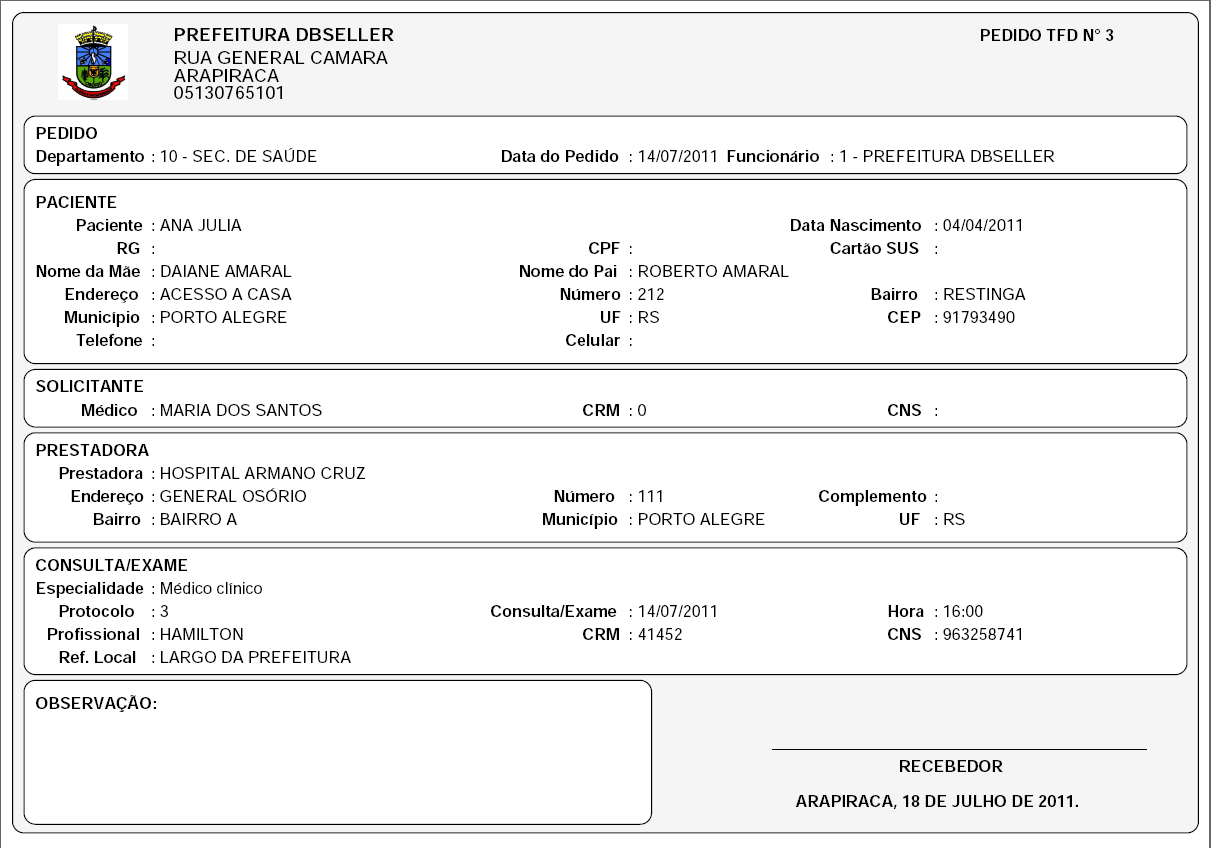 PREFEITURA DBSELLER PEDIDO TFD N° 3
RUA GENERAL CAMARA
ARAPIRACA
05130765101
PEDIDO
Departamento : 10 - SEC. DE SAÚDE Data do Pedido : 14/07/2011 Funcionário : 1 - PREFEITURA DBSELLER
PACIENTE
Paciente : ANA JULIA Data Nascimento : 04/04/2011
RG : CPF : Cartão SUS :
Nome da Mãe : DAIANE AMARAL Nome do Pai : ROBERTO AMARAL
Endereço : ACESSO A CASA Número : 212 Bairro : RESTINGA
Município : PORTO ALEGRE UF : RS CEP : 91793490
Telefone : Celular :
SOLICITANTE
Médico : MARIA DOS SANTOS CRM : 0 CNS :
PRESTADORA
Prestadora : HOSPITAL ARMANO CRUZ
Endereço : GENERAL OSÓRIO Número : 111 Complemento :
Bairro : BAIRRO A Município : PORTO ALEGRE UF : RS
CONSULTA/EXAME
Especialidade : Médico clínico
Protocolo : 3 Consulta/Exame : 14/07/2011 Hora : 16:00
Profissional : HAMILTON CRM : 41452 CNS : 963258741
Ref. Local : LARGO DA PREFEITURA
OBSERVAÇÃO:
RECEBEDOR
ARAPIRACA, 18 DE JULHO DE 2011.